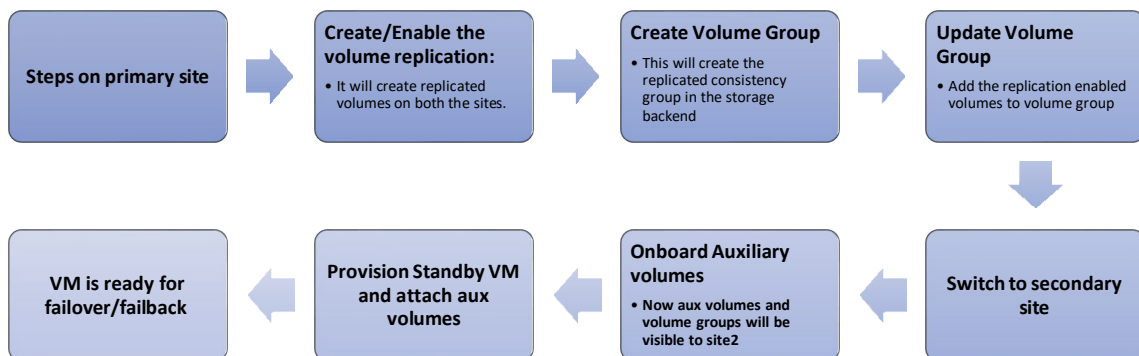 Steps on primary site
Create/Enable the
volume replication:
• It will create replicated
volumes on both the sites.
Create Volume Group
• This will create the
replicated consistency
group in the storage
backend
Update Volume
Group
• Add the replication enabled
volumes to volume group
Switch to secondary
site
Onboard Auxiliary
volumes
• Now aux volumes and
volume groups will be
visible to site2
Provision Standby VM
and attach aux
volumes
VM is ready for
failover/failback